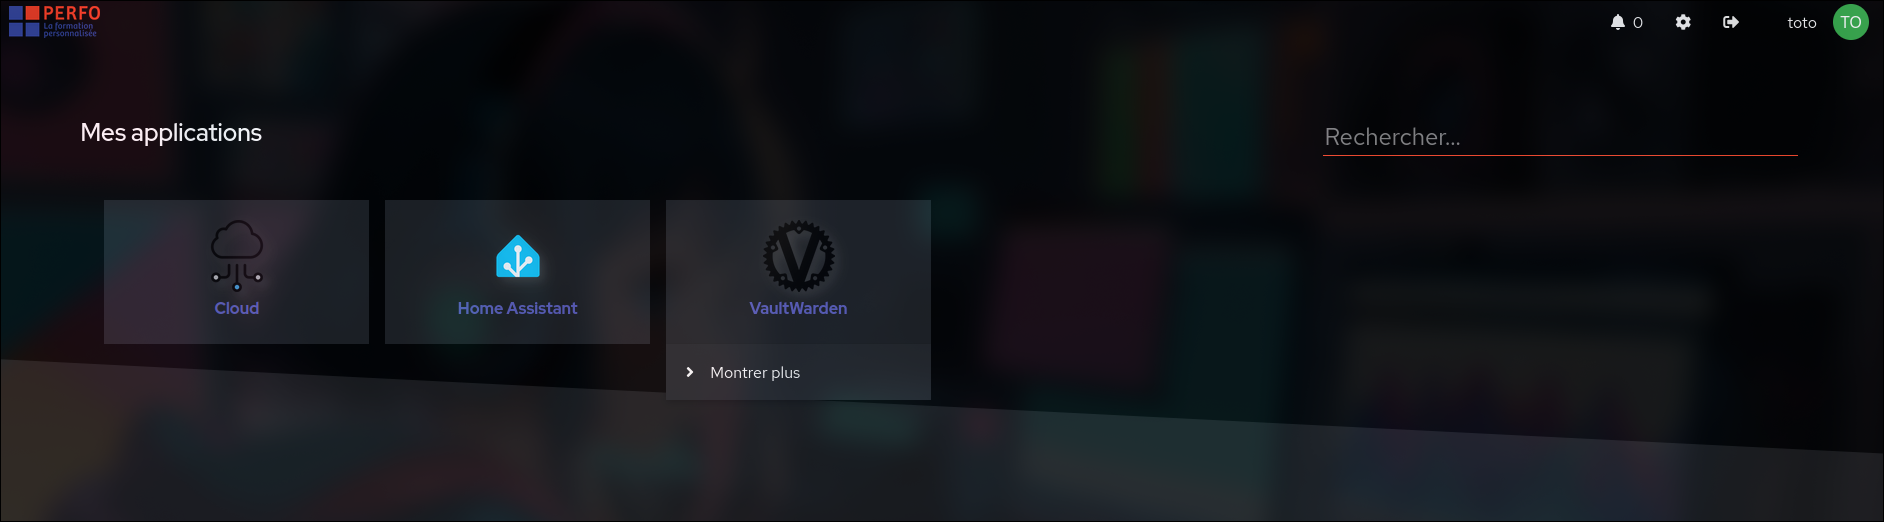 PERFO
La formation
personnalisée
0
toto
TO
Mes applications
Rechercher...
Cloud
Home Assistant
VaultWarden
Montrer plus